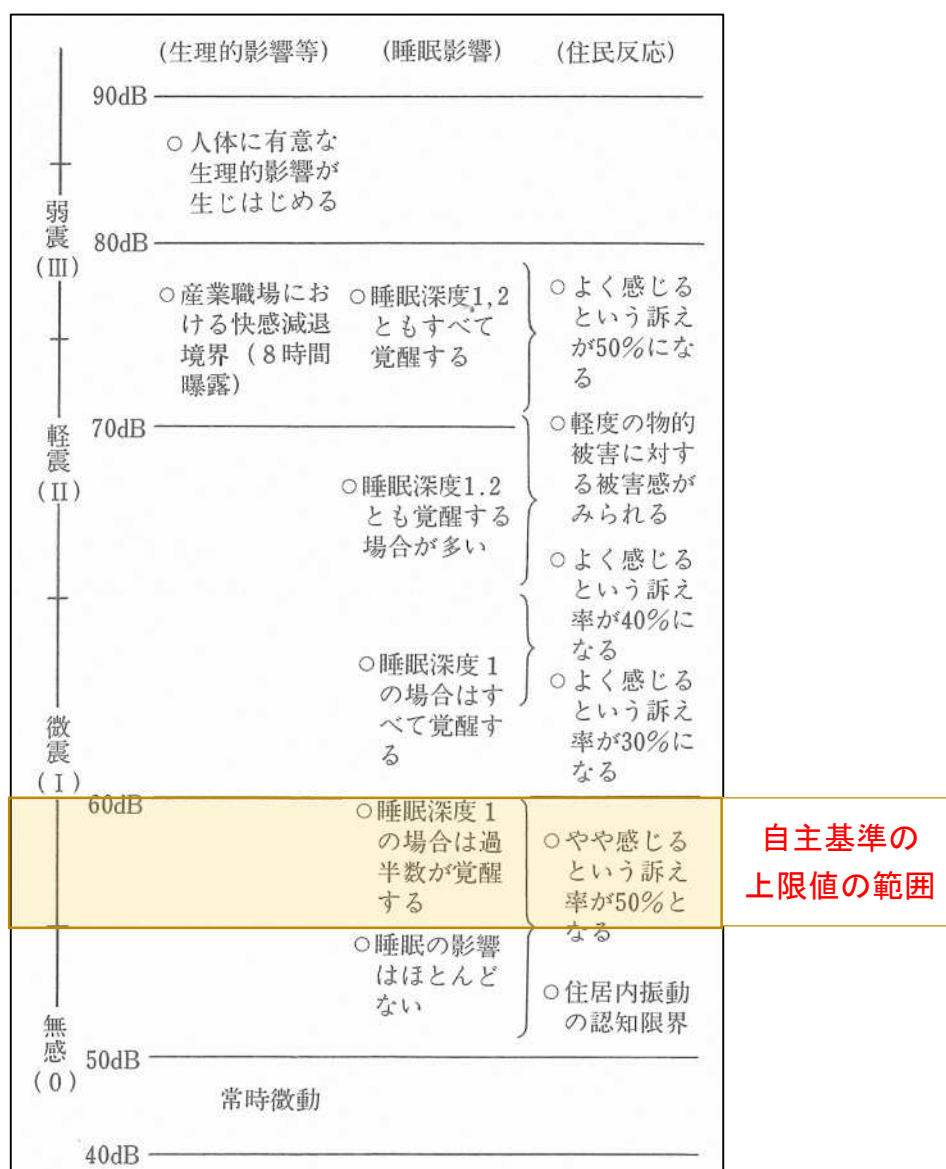 (生理的影響等)
(睡眠影響)
(住民反応)
90dB
○人体に有意な
生理的影響が
生じはじめる
弱
震
(Ⅲ)
80dB
○産業職場にお
ける快感減退
境界(8時間
曝露)
○睡眠深度1,2
ともすべて
覚醒する
○よく感じる
という訴え
が50%にな
る
軽
震
(Ⅱ)
70dB
○軽度の物的
被害に対す
る被害感が
みられる
○睡眠深度1.2
とも覚醒する
場合が多い
○よく感じる
という訴え
率が40%に
なる
○睡眠深度1
の場合はす
べて覚醒す
る
○よく感じる
という訴え
率が30%に
なる
微
震
(Ⅰ)
60dB
○睡眠深度1
の場合は過
半数が覚醒
する
○やや感じる
という訴え
率が50%と
なる
自主基準の
上限値の範囲
○睡眠の影響
はほとんど
ない
○住居内振動
の認知限界
無
感
(0)
50dB
常時微動
40dB